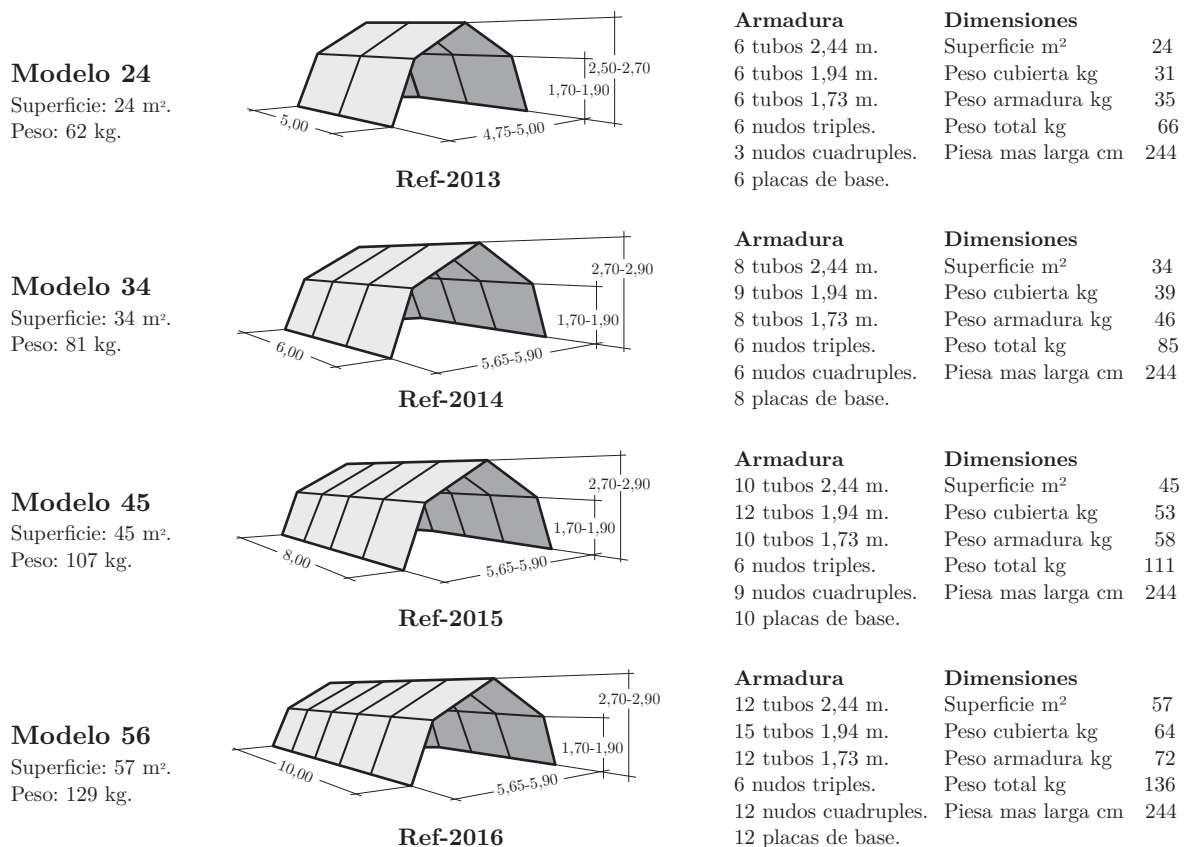 Modelo 24
Superficie: 24 m².
Peso: 62 kg.
5,00
4,75-5,00
1,70-1,90
2,50-2,70
Ref-2013
Armadura
6 tubos 2,44 m.
6 tubos 1,94 m.
6 tubos 1,73 m.
6 nudos triples.
3 nudos cuadruples.
6 placas de base.
Dimensiones
Superficie m² 24
Peso cubierta kg 31
Peso armadura kg 35
Peso total kg 66
Piesa mas larga cm 244
Modelo 34
Superficie: 34 m².
Peso: 81 kg.
6,00
5,65-5,90
1,70-1,90
2,70-2,90
Ref-2014
Armadura
8 tubos 2,44 m.
9 tubos 1,94 m.
8 tubos 1,73 m.
6 nudos triples.
6 nudos cuadruples.
8 placas de base.
Dimensiones
Superficie m² 34
Peso cubierta kg 39
Peso armadura kg 46
Peso total kg 85
Piesa mas larga cm 244
Modelo 45
Superficie: 45 m².
Peso: 107 kg.
8,00
5,65-5,90
1,70-1,90
2,70-2,90
Ref-2015
Armadura
10 tubos 2,44 m.
12 tubos 1,94 m.
10 tubos 1,73 m.
6 nudos triples.
9 nudos cuadruples.
10 placas de base.
Dimensiones
Superficie m² 45
Peso cubierta kg 53
Peso armadura kg 58
Peso total kg 111
Piesa mas larga cm 244
Modelo 56
Superficie: 57 m².
Peso: 129 kg.
10,00
5,65-5,90
1,70-1,90
2,70-2,90
Ref-2016
Armadura
12 tubos 2,44 m.
15 tubos 1,94 m.
12 tubos 1,73 m.
6 nudos triples.
12 nudos cuadruples.
12 placas de base.
Dimensiones
Superficie m² 57
Peso cubierta kg 64
Peso armadura kg 72
Peso total kg 136
Piesa mas larga cm 244